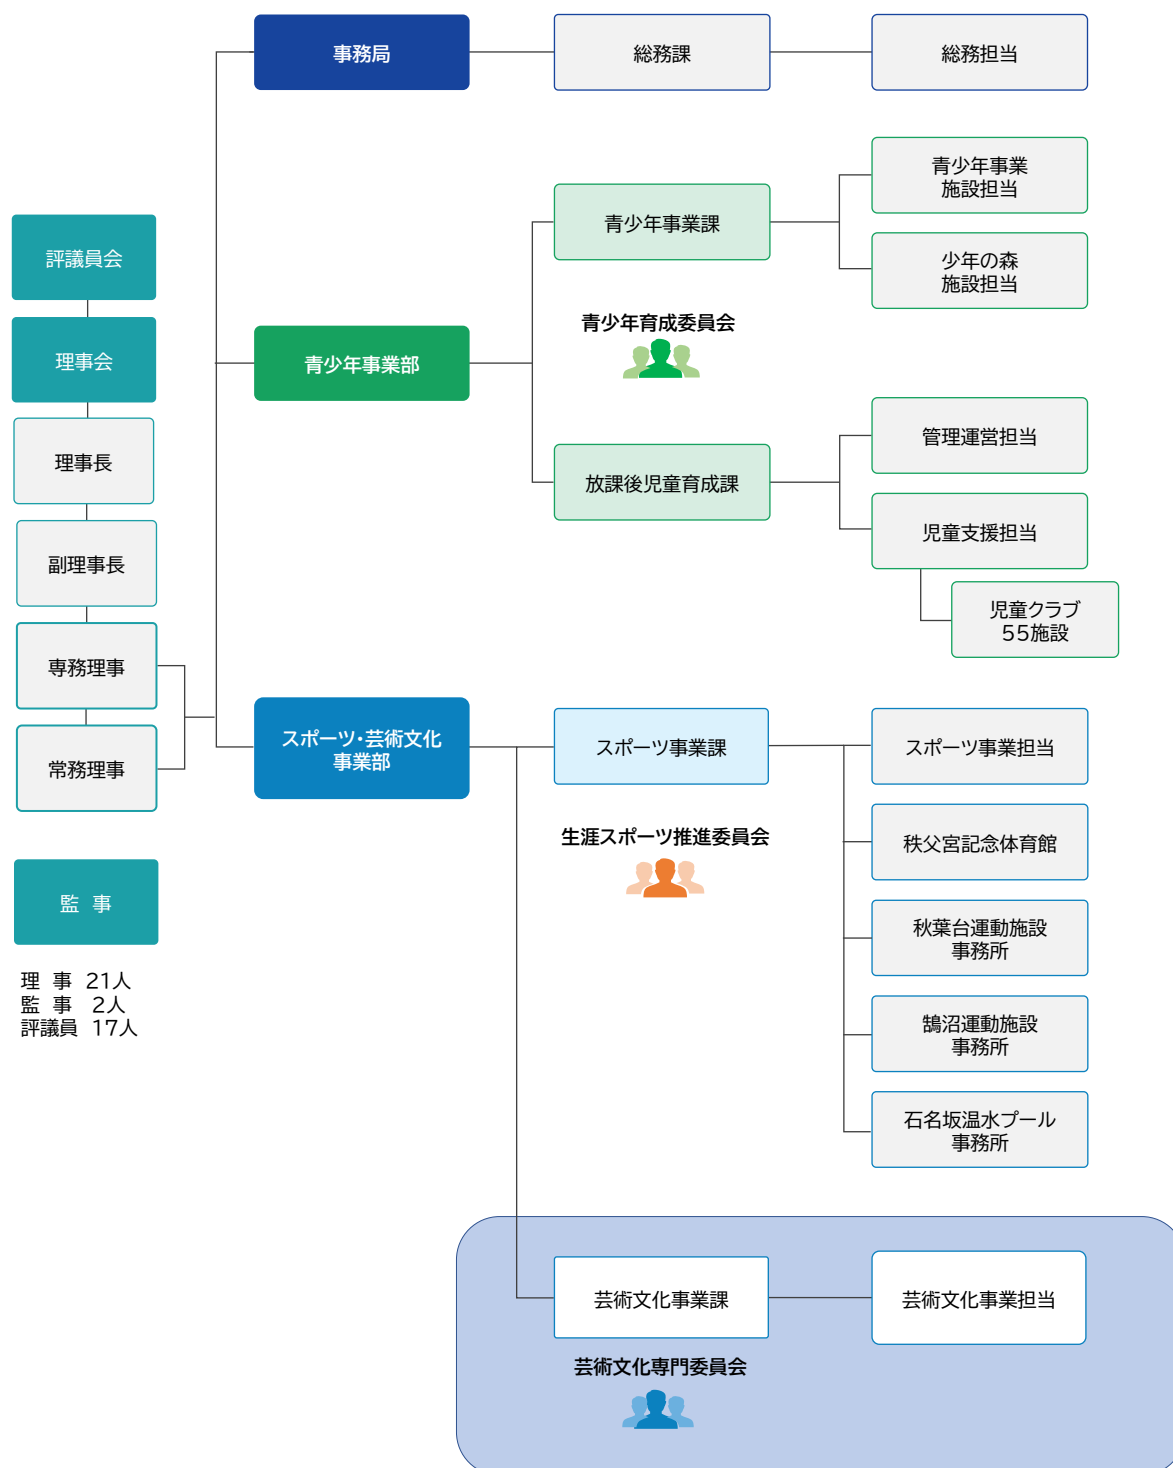 事務局
総務課
総務担当
青少年事業
施設担当
青少年事業課
少年の森
施設担当
評議員会
理事会
理事長
副理事長
専務理事
常務理事
監 事
理 事 21人
監 事 2人
評議員 17人
青少年育成委員会
青少年事業部
管理運営担当
放課後児童育成課
児童支援担当
児童クラブ
55施設
スポーツ・芸術文化
事業部
スポーツ事業課
スポーツ事業担当
生涯スポーツ推進委員会
秩父宮記念体育館
秋葉台運動施設
事務所
鵠沼運動施設
事務所
石名坂温水プール
事務所
芸術文化事業課
芸術文化事業担当
芸術文化専門委員会